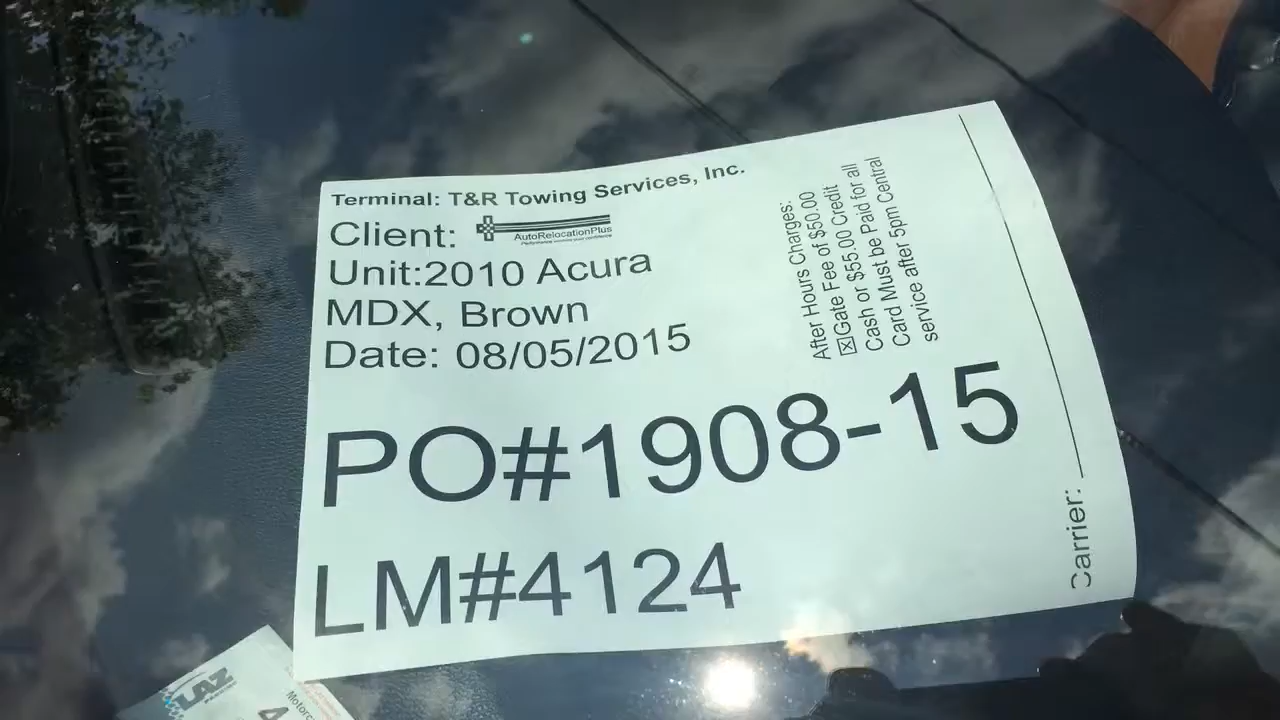 Terminal: T&R Towing Services, Inc.
Client: AutoRelocationPlus
Unit:2010 Acura
MDX, Brown
Date: 08/05/2015
PO#1908-15
LM#4124
After Hours Charges:
☒Gate Fee of $50.00
Cash or $55.00 Credit
Card Must be Paid for all
service after 5pm Central
Carrier:
LAZ